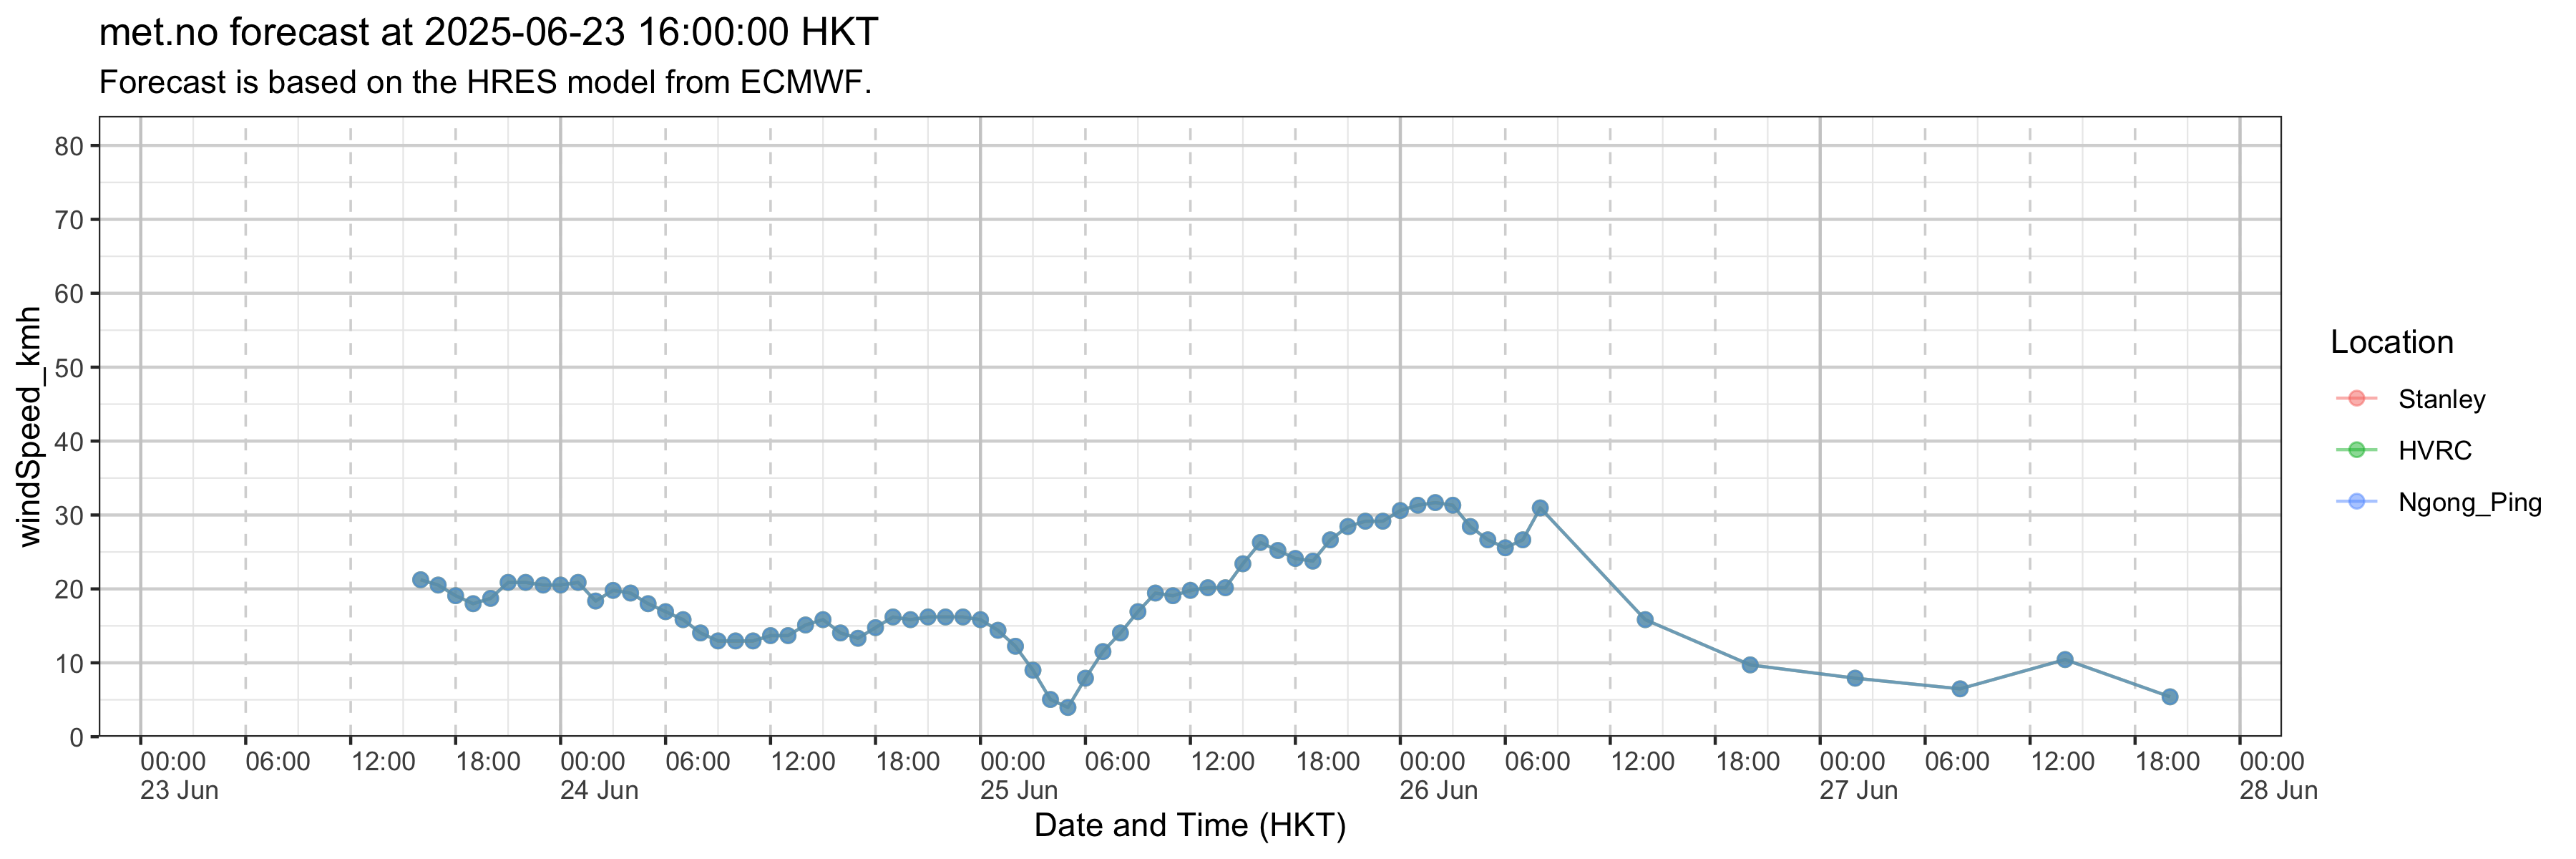 met.no forecast at 2025-06-23 16:00:00 HKT
Forecast is based on the HRES model from ECMWF.
windSpeed_kmh
80
70
60
50
40
30
20
10
0
00:00 06:00 12:00 18:00 00:00 06:00 12:00 18:00 00:00 06:00 12:00 18:00 00:00 06:00 12:00 18:00 00:00 06:00 12:00 18:00 00:00
23 Jun 24 Jun 25 Jun 26 Jun 27 Jun 28 Jun
Date and Time (HKT)
Location
Stanley
HVRC
Ngong_Ping